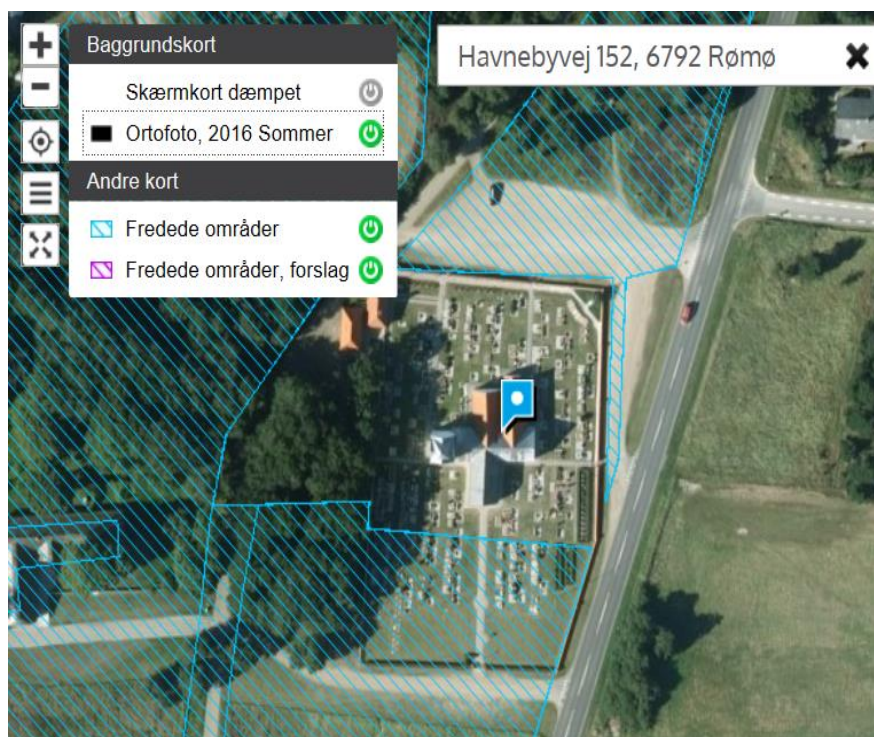 Baggrundskort
Havnebyvej 152, 6792 Rømø
Skærmkort dæmpet
Ortofoto, 2016 Sommer
Andre kort
Fredede områder
Fredede områder, forslag